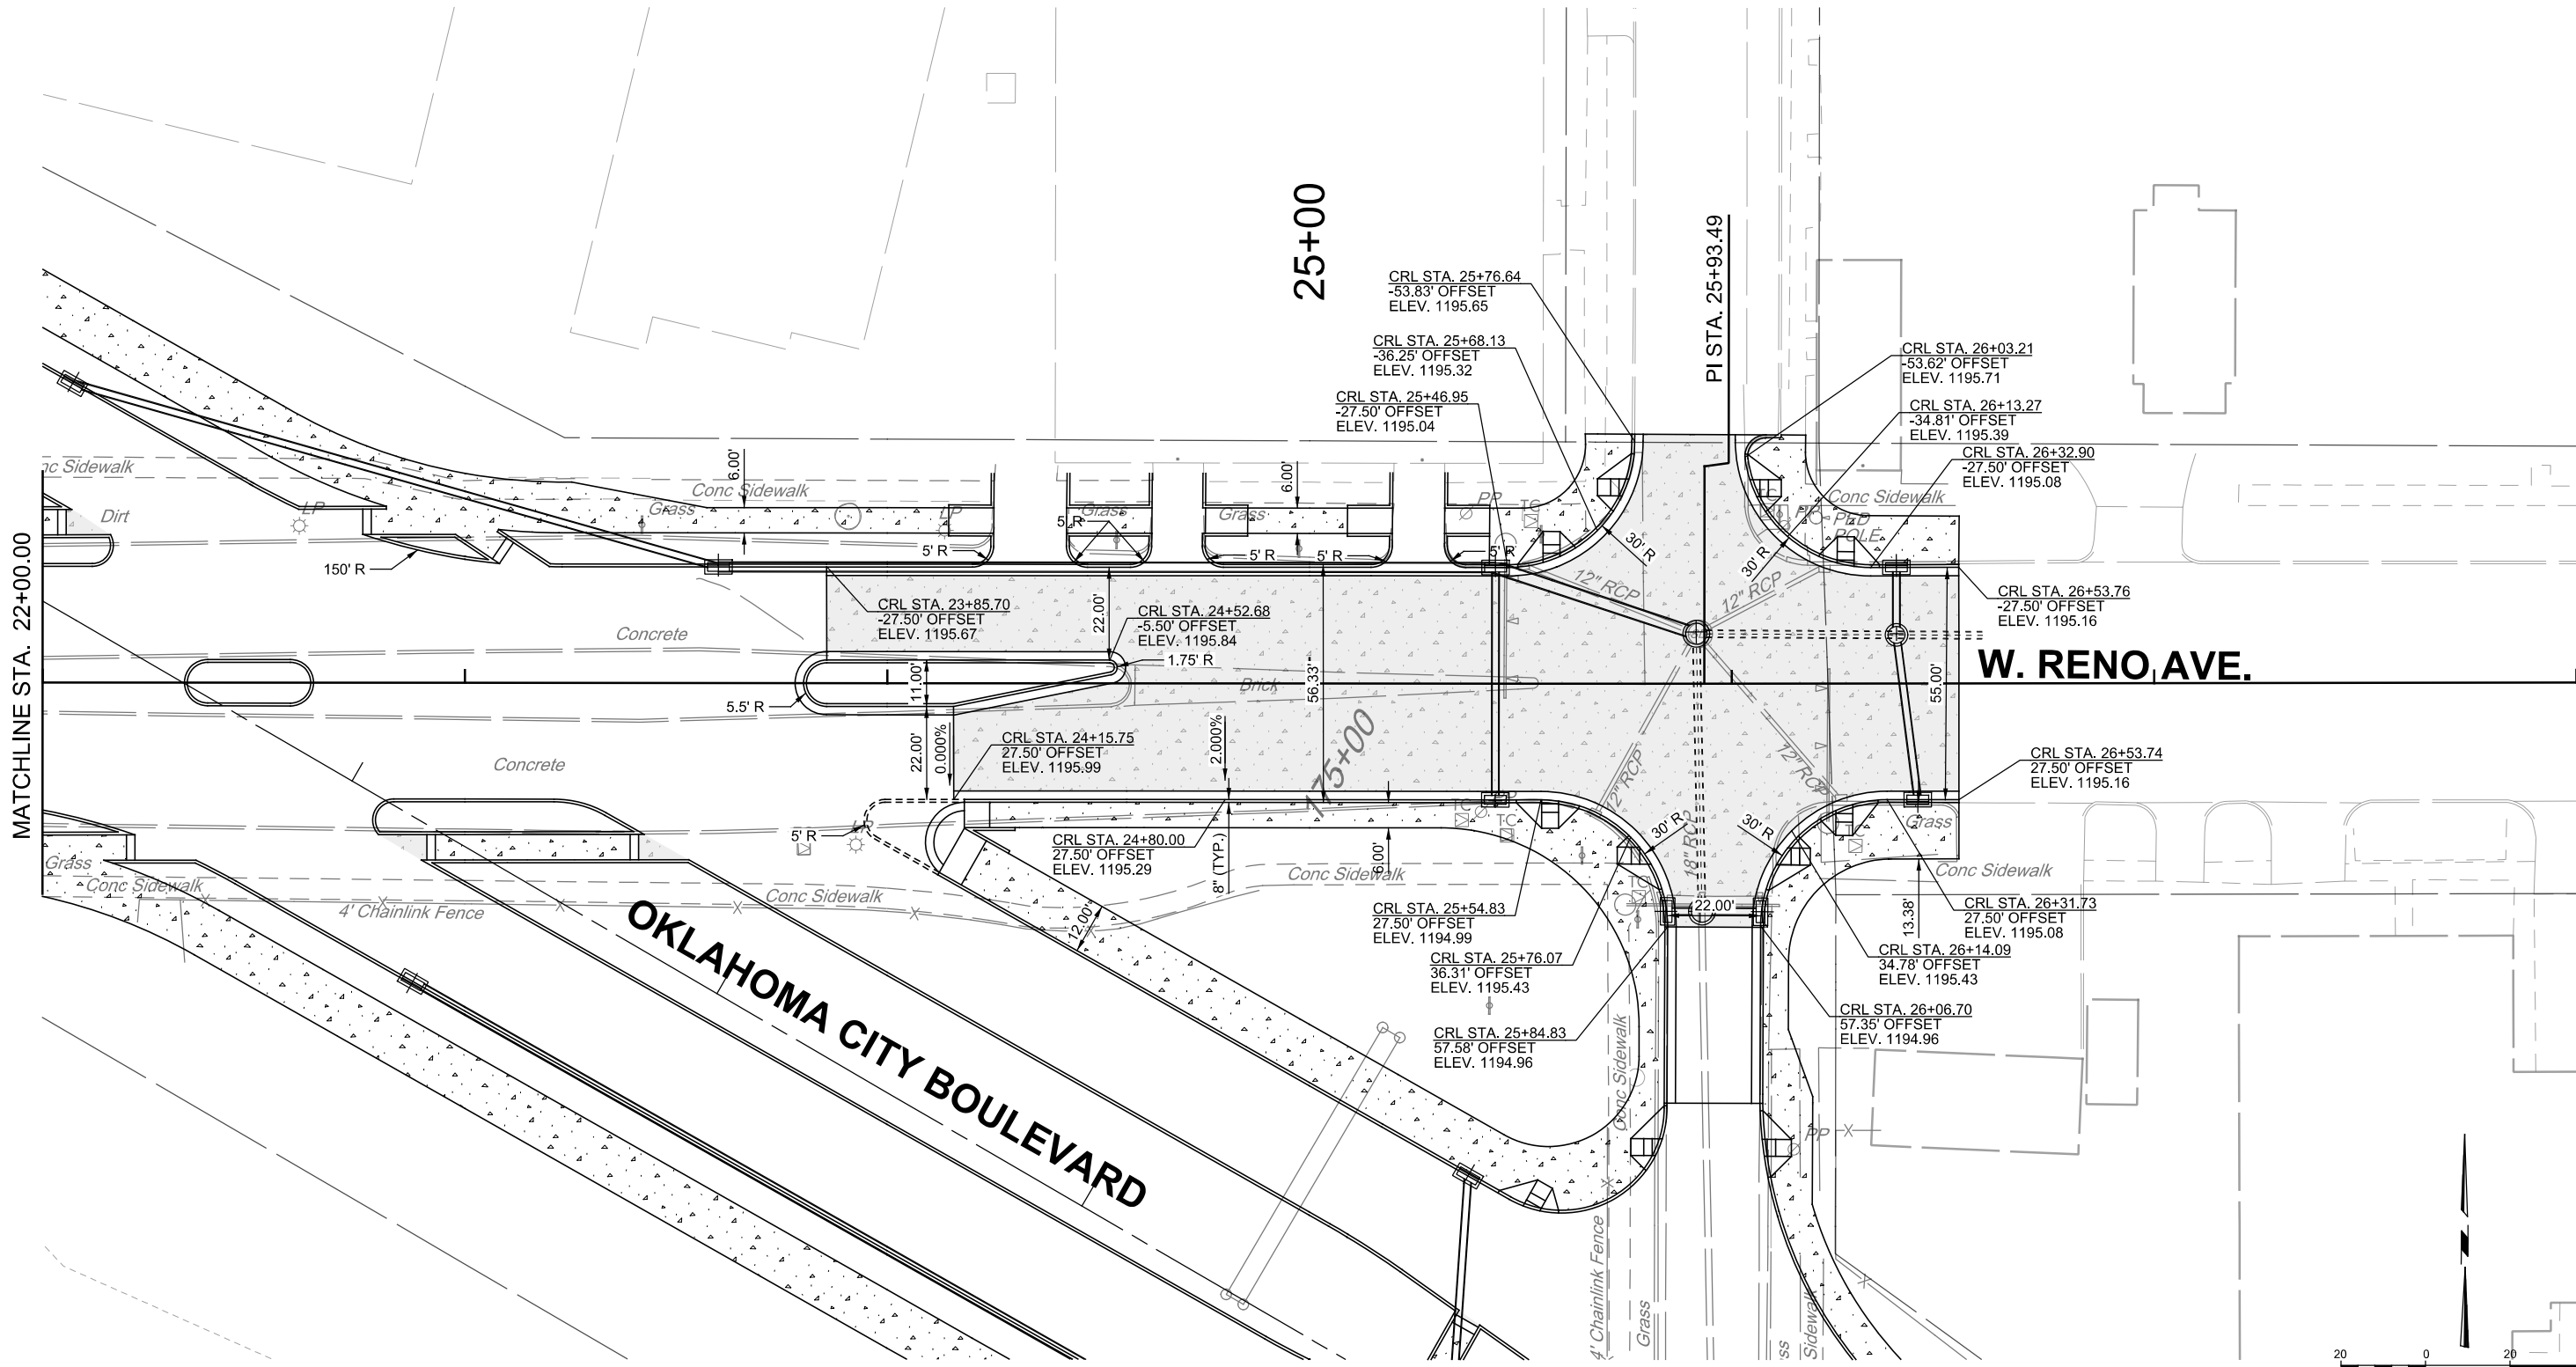 25+00
PI STA. 25+93.49
CRL STA. 25+76.64
-53.83' OFFSET
ELEV. 1195.65
CRL STA. 25+68.13
-36.25' OFFSET
ELEV. 1195.32
CRL STA. 25+46.95
-27.50' OFFSET
ELEV. 1195.04
CRL STA. 26+03.21
-53.62' OFFSET
ELEV. 1195.71
CRL STA. 26+13.27
-34.81' OFFSET
ELEV. 1195.39
CRL STA. 26+32.90
-27.50' OFFSET
ELEV. 1195.08
CRL STA. 26+53.76
-27.50' OFFSET
ELEV. 1195.16
MATCHLINE STA. 22+00.00
nc Sidewalk
Dirt
LP
150' R
6.00'
Conc Sidewalk
Grass
LP
5' R
5' R
Grass
6.00'
Grass
5' R
5' R
5' R
PP
TC
30' R
30' R
TC
PP
PED
POLE
Conc Sidewalk
12" RCP
12" RCP
CRL STA. 23+85.70
-27.50' OFFSET
ELEV. 1195.67
22.00'
CRL STA. 24+52.68
-5.50' OFFSET
ELEV. 1195.84
Concrete
1.75' R
11.00'
5.5' R
Brick
56.33'
W. RENO AVE.
55.00'
22.00'
0.000%
CRL STA. 24+15.75
27.50' OFFSET
ELEV. 1195.99
2.000%
175+00
Concrete
12" RCP
12" RCP
18" RCP
CRL STA. 26+53.74
27.50' OFFSET
ELEV. 1195.16
5' R
LP
CRL STA. 24+80.00
27.50' OFFSET
ELEV. 1195.29
8" (TYP.)
6.00'
TC
TC
30' R
30' R
TC
Grass
Conc Sidewalk
Grass
Conc Sidewalk
4' Chainlink Fence
Conc Sidewalk
Conc Sidewalk
12.00'
TC
22.00'
13.38'
CRL STA. 25+54.83
27.50' OFFSET
ELEV. 1194.99
CRL STA. 25+76.07
36.31' OFFSET
ELEV. 1195.43
CRL STA. 25+84.83
57.58' OFFSET
ELEV. 1194.96
CRL STA. 26+31.73
27.50' OFFSET
ELEV. 1195.08
CRL STA. 26+14.09
34.78' OFFSET
ELEV. 1195.43
CRL STA. 26+06.70
57.35' OFFSET
ELEV. 1194.96
OKLAHOMA CITY BOULEVARD
Conc Sidewalk
PP
4' Chainlink Fence
Grass
ss
Sidewalk
N
20 0 20